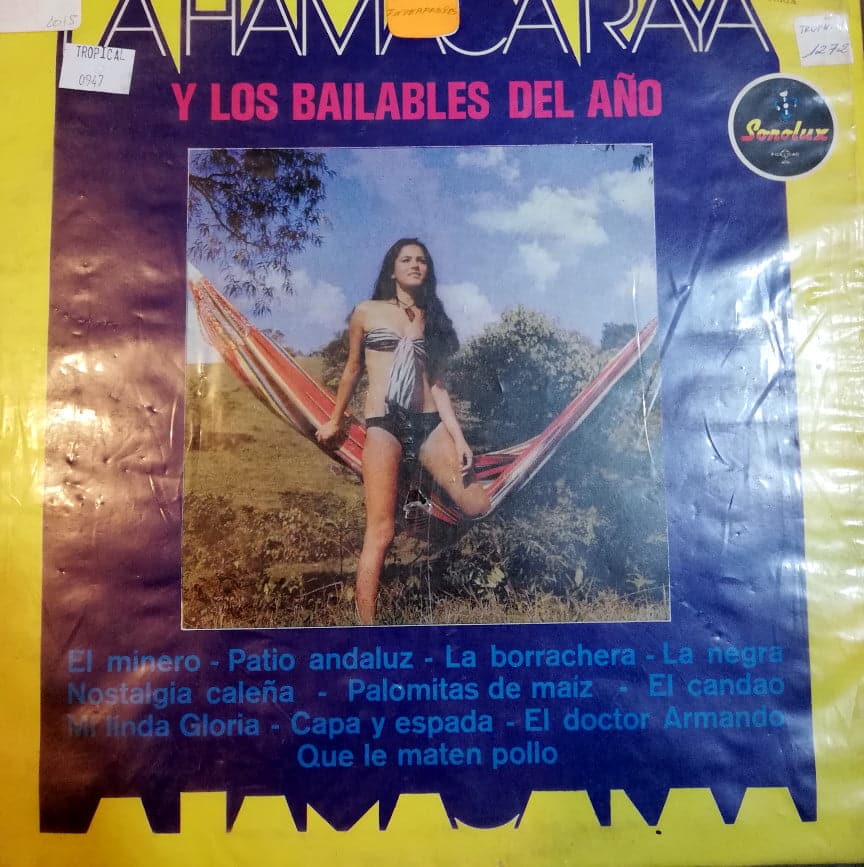 2015
LA HAMACA RAYA
TROPICAL
0947
1272
Y LOS BAILABLES DEL AÑO
Sonolux
El minero - Patio andaluz - La borrachera - La negra
Nostalgia caleña - Palomitas de maiz - El candao
Mi linda Gloria - Capa y espada - El doctor Armando
Que le maten pollo